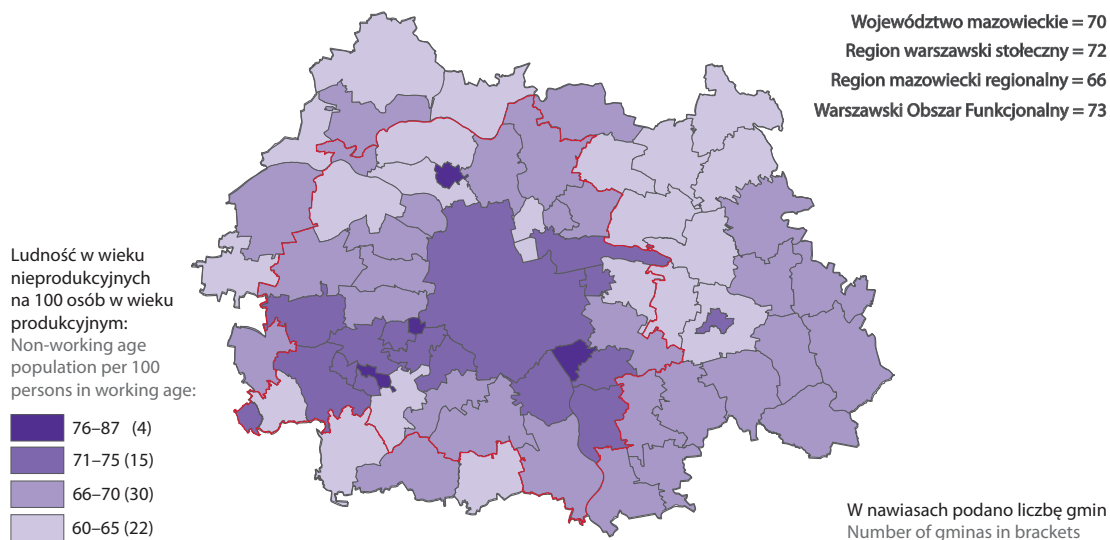 Województwo mazowieckie = 70
Region warszawski stołeczny = 72
Region mazowiecki regionalny = 66
Warszawski Obszar Funkcjonalny = 73
Ludność w wieku
nieprodukcyjnych
na 100 osób w wieku
produkcyjnym:
Non-working age
population per 100
persons in working age:
76–87 (4)
71–75 (15)
66–70 (30)
60–65 (22)
W nawiasach podano liczbę gmin
Number of gminas in brackets